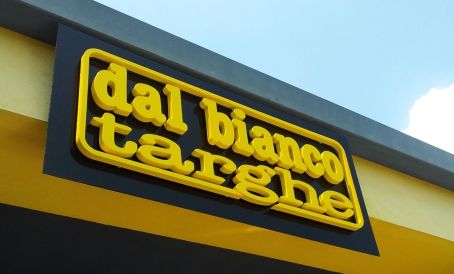 dal bianco
targhe